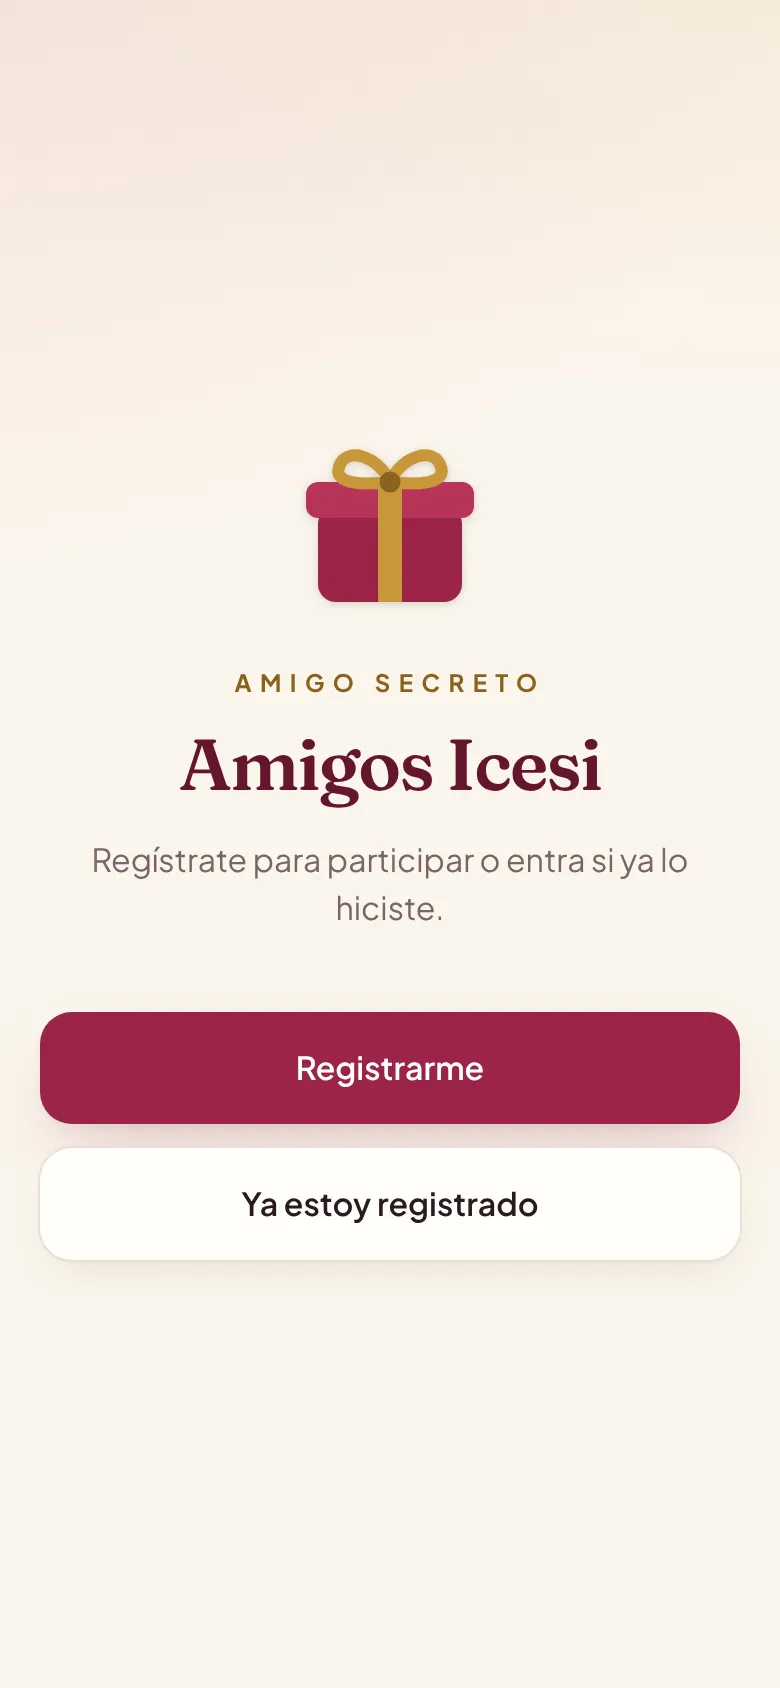 AMIGO SECRETO
Amigos Icesi
Regístrate para participar o entra si ya lo
hiciste.
Registrarme
Ya estoy registrado